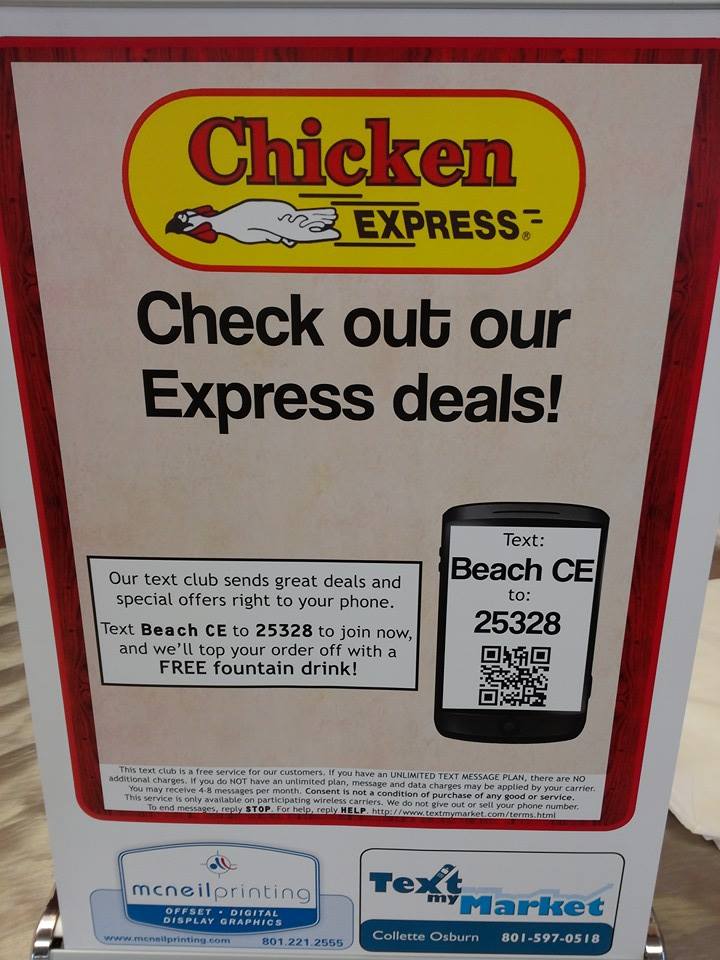 Chicken
EXPRESS®
Check out our
Express deals!
Our text club sends great deals and
special offers right to your phone.
Text Beach CE to 25328 to join now,
and we'll top your order off with a
FREE fountain drink!
Text:
Beach CE
to:
25328
This text club is a free service for our customers. If you have an UNLIMITED TEXT MESSAGE PLAN, there are NO
additional charges. If you do NOT have an unlimited plan, message and data charges may be applied by your carrier.
You may receive 4-8 messages per month. Consent is not a condition of purchase of any good or service.
This service is only available on participating wireless carriers. We do not give out or sell your phone number.
To end messages, reply STOP. For help, reply HELP. http://www.textmymarket.com/terms.html
mcneilprinting
OFFSET • DIGITAL
DISPLAY GRAPHICS
www.mcneilprinting.com 801.221.2555
Text
my Market
Collette Osburn 801-597-0518